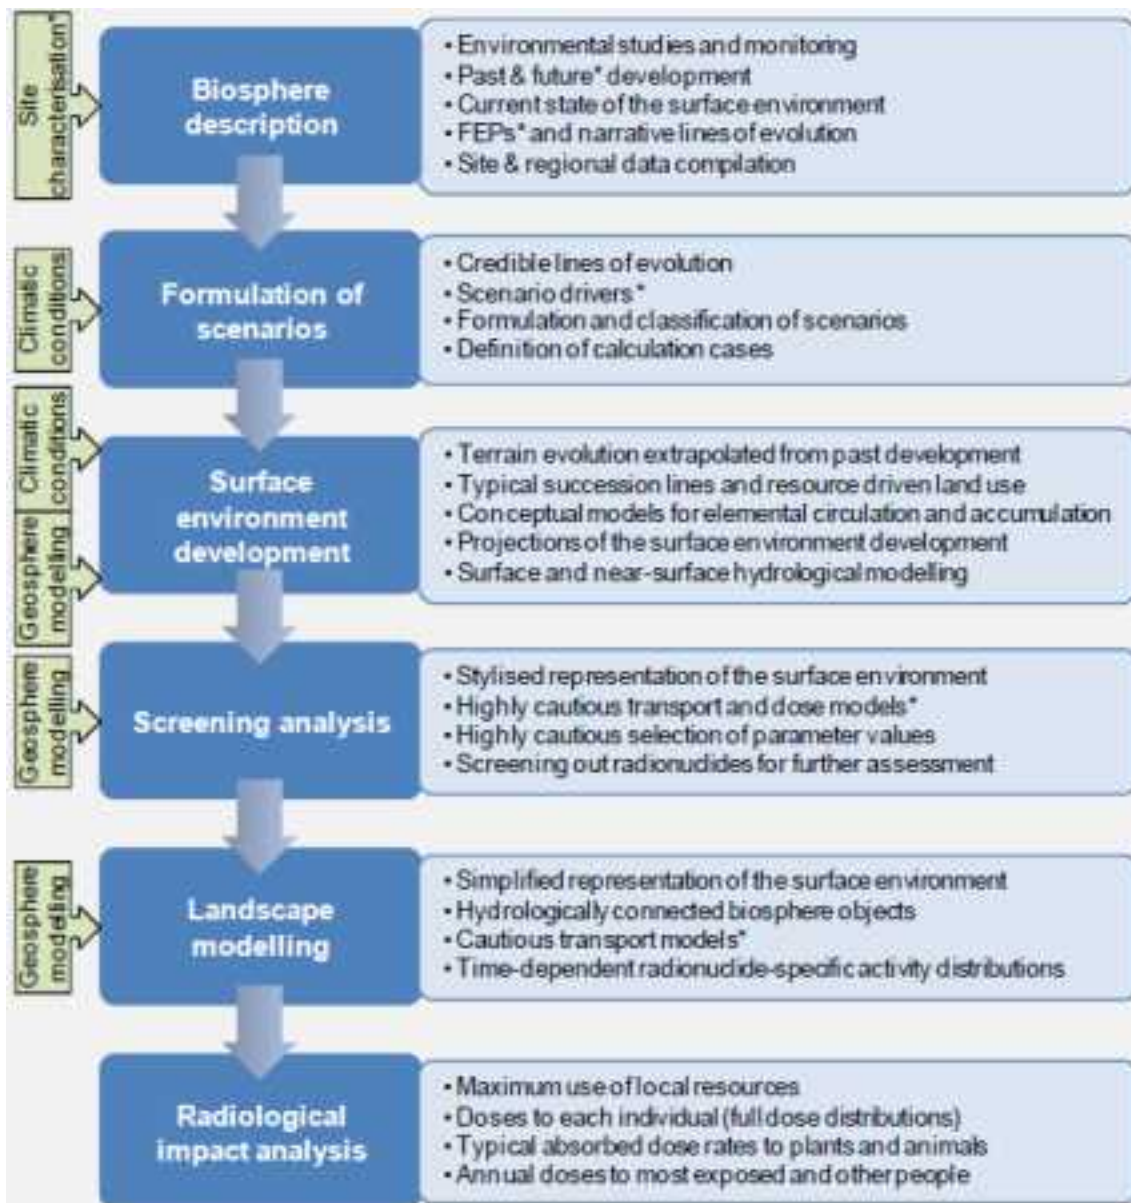 Site
characterisation*
Biosphere
description
• Environmental studies and monitoring
• Past & future* development
• Current state of the surface environment
• FEPs* and narrative lines of evolution
• Site & regional data compilation
Climatic
conditions
Formulation of
scenarios
• Credible lines of evolution
• Scenario drivers*
• Formulation and classification of scenarios
• Definition of calculation cases
Climatic
conditions
Geosphere
modelling
Surface
environment
development
• Terrain evolution extrapolated from past development
• Typical succession lines and resource driven land use
• Conceptual models for elemental circulation and accumulation
• Projections of the surface environment development
• Surface and near-surface hydrological modelling
Geosphere
modelling
Screening analysis
• Stylised representation of the surface environment
• Highly cautious transport and dose models*
• Highly cautious selection of parameter values
• Screening out radionuclides for further assessment
Geosphere
modelling
Landscape
modelling
• Simplified representation of the surface environment
• Hydrologically connected biosphere objects
• Cautious transport models*
• Time-dependent radionuclide-specific activity distributions
Radiological
impact analysis
• Maximum use of local resources
• Doses to each individual (full dose distributions)
• Typical absorbed dose rates to plants and animals
• Annual doses to most exposed and other people